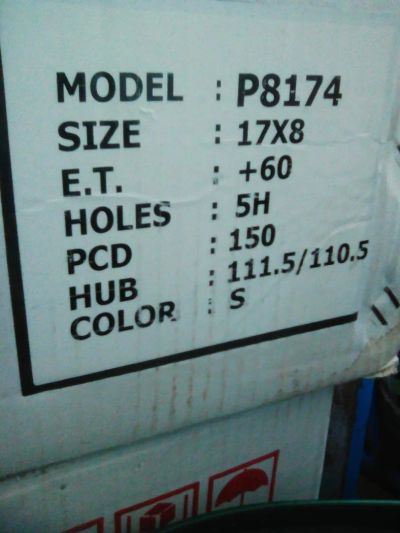 MODEL : P8174
SIZE : 17X8
E.T. : +60
HOLES : 5H
PCD : 150
HUB : 111.5/110.5
COLOR : S